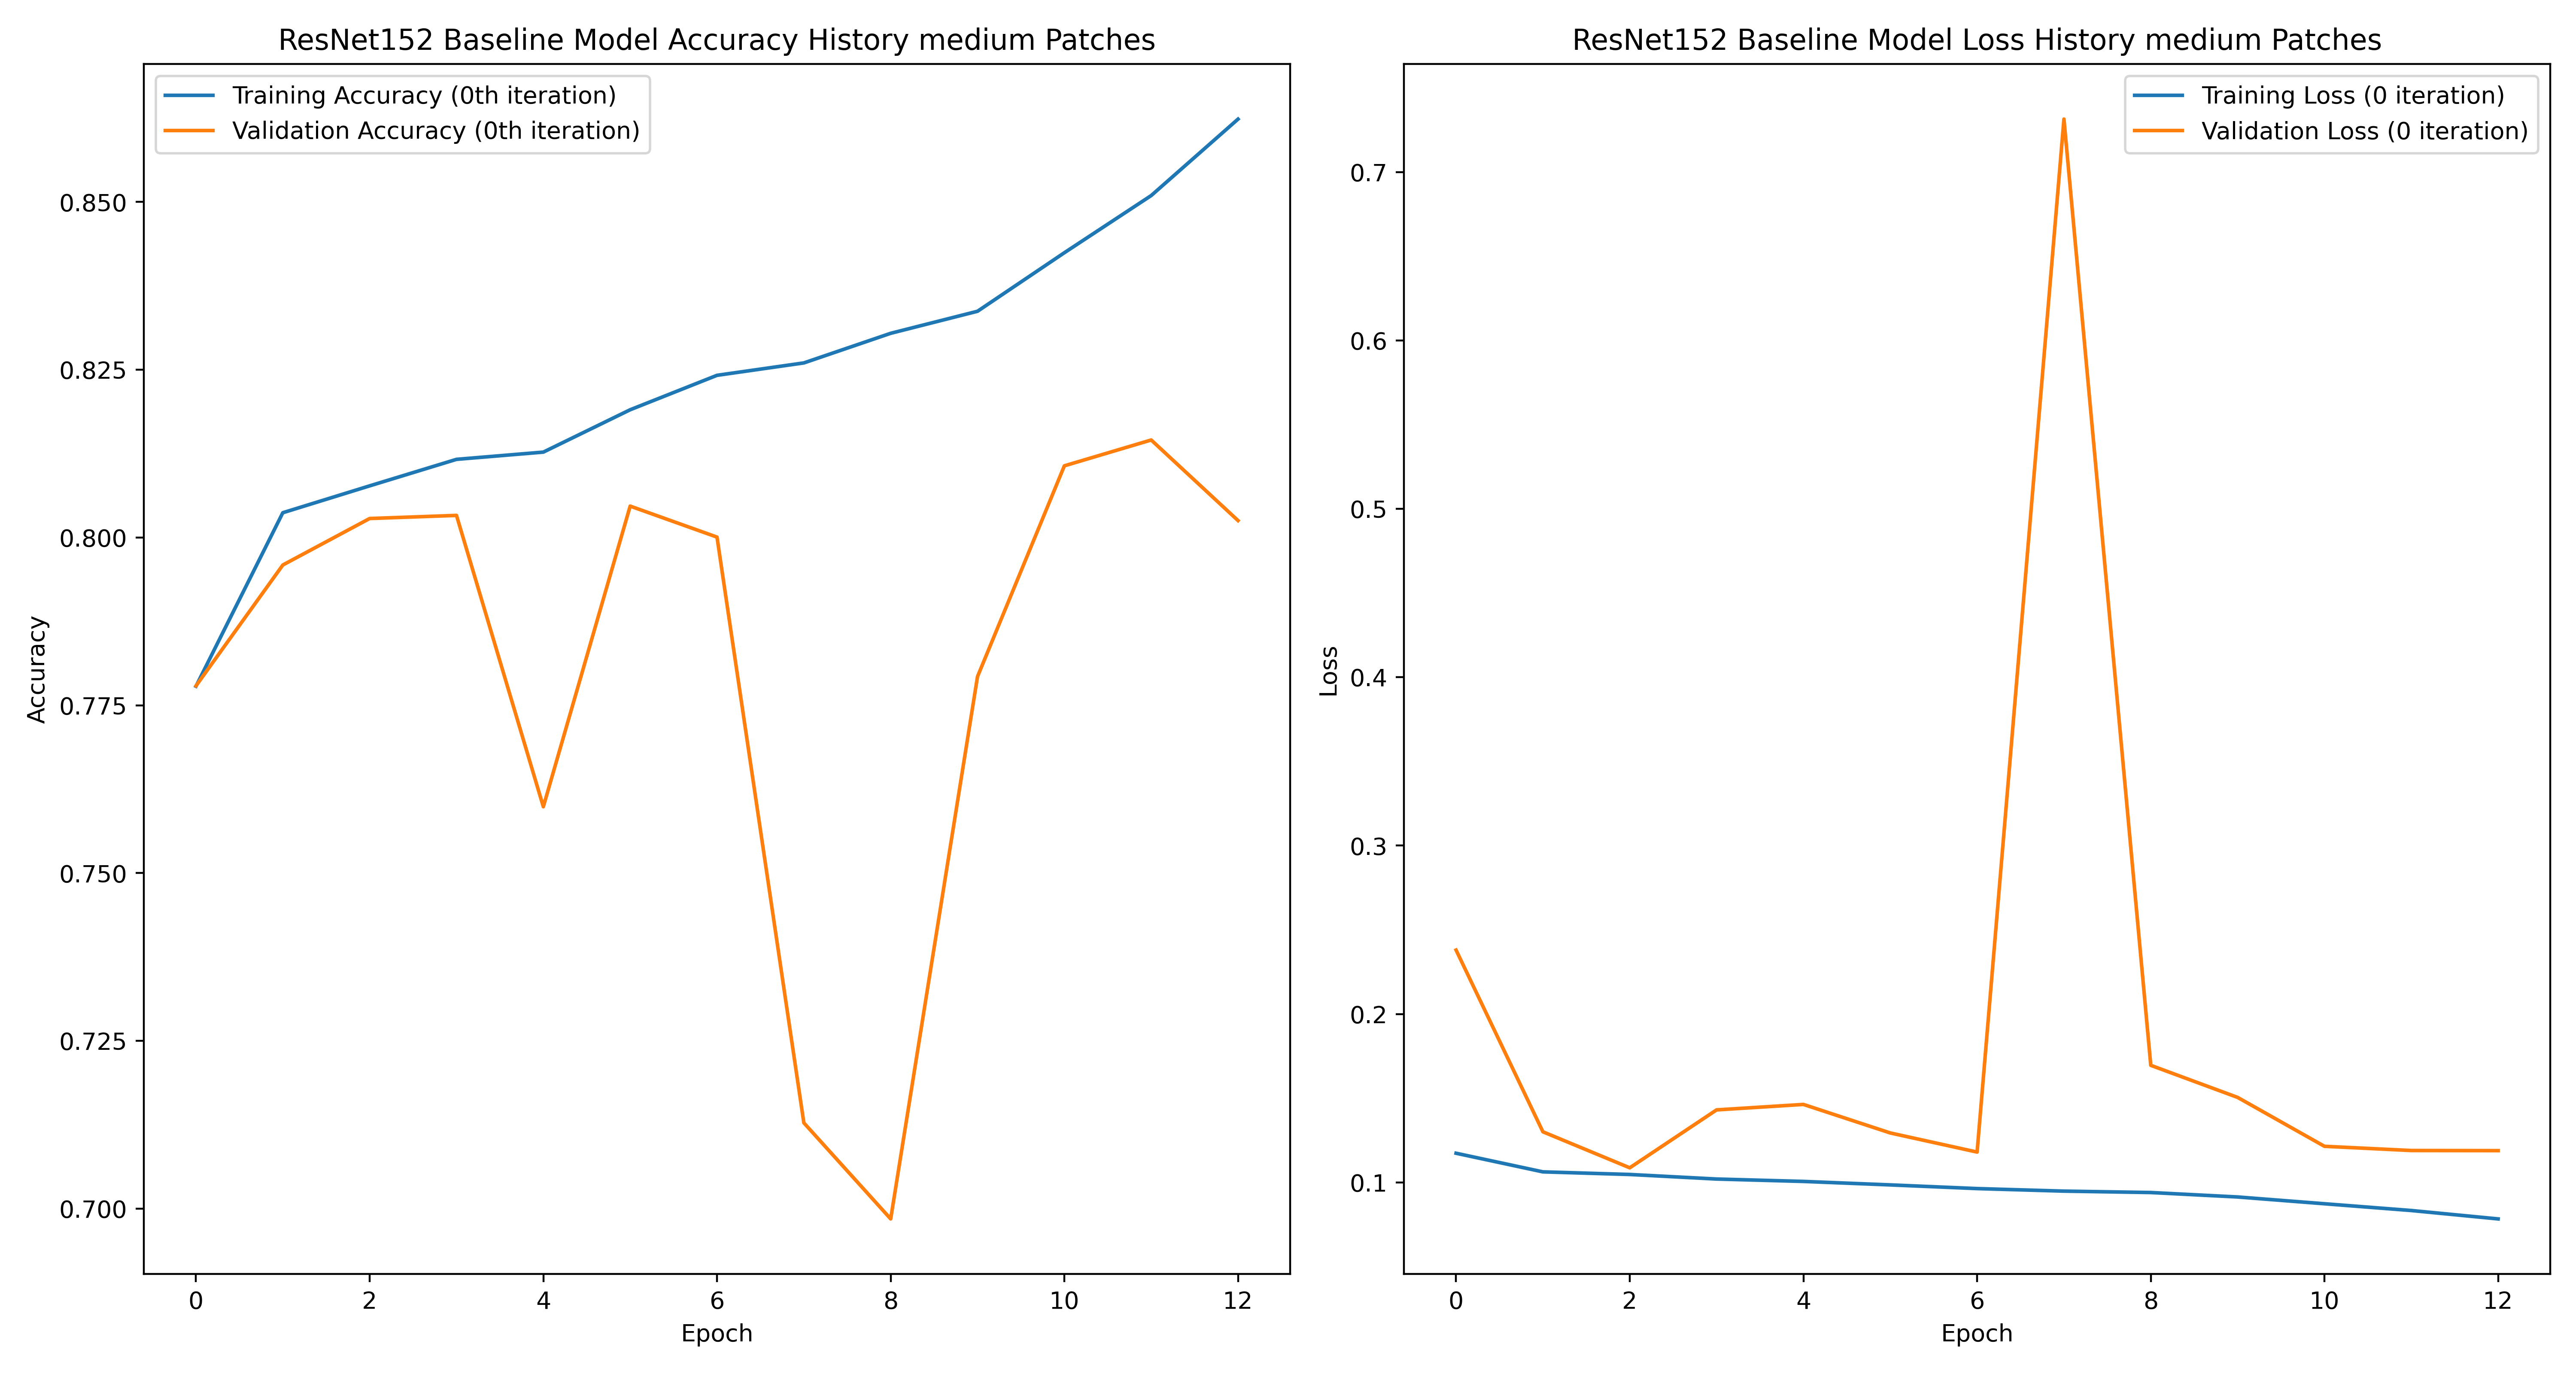 ResNet152 Baseline Model Accuracy History medium Patches
Training Accuracy (0th iteration)
Validation Accuracy (0th iteration)
0.850
0.825
0.800
0.775
0.750
0.725
0.700
Accuracy
0 2 4 6 8 10 12
Epoch
ResNet152 Baseline Model Loss History medium Patches
Training Loss (0 iteration)
Validation Loss (0 iteration)
0.7
0.6
0.5
0.4
0.3
0.2
0.1
Loss
0 2 4 6 8 10 12
Epoch